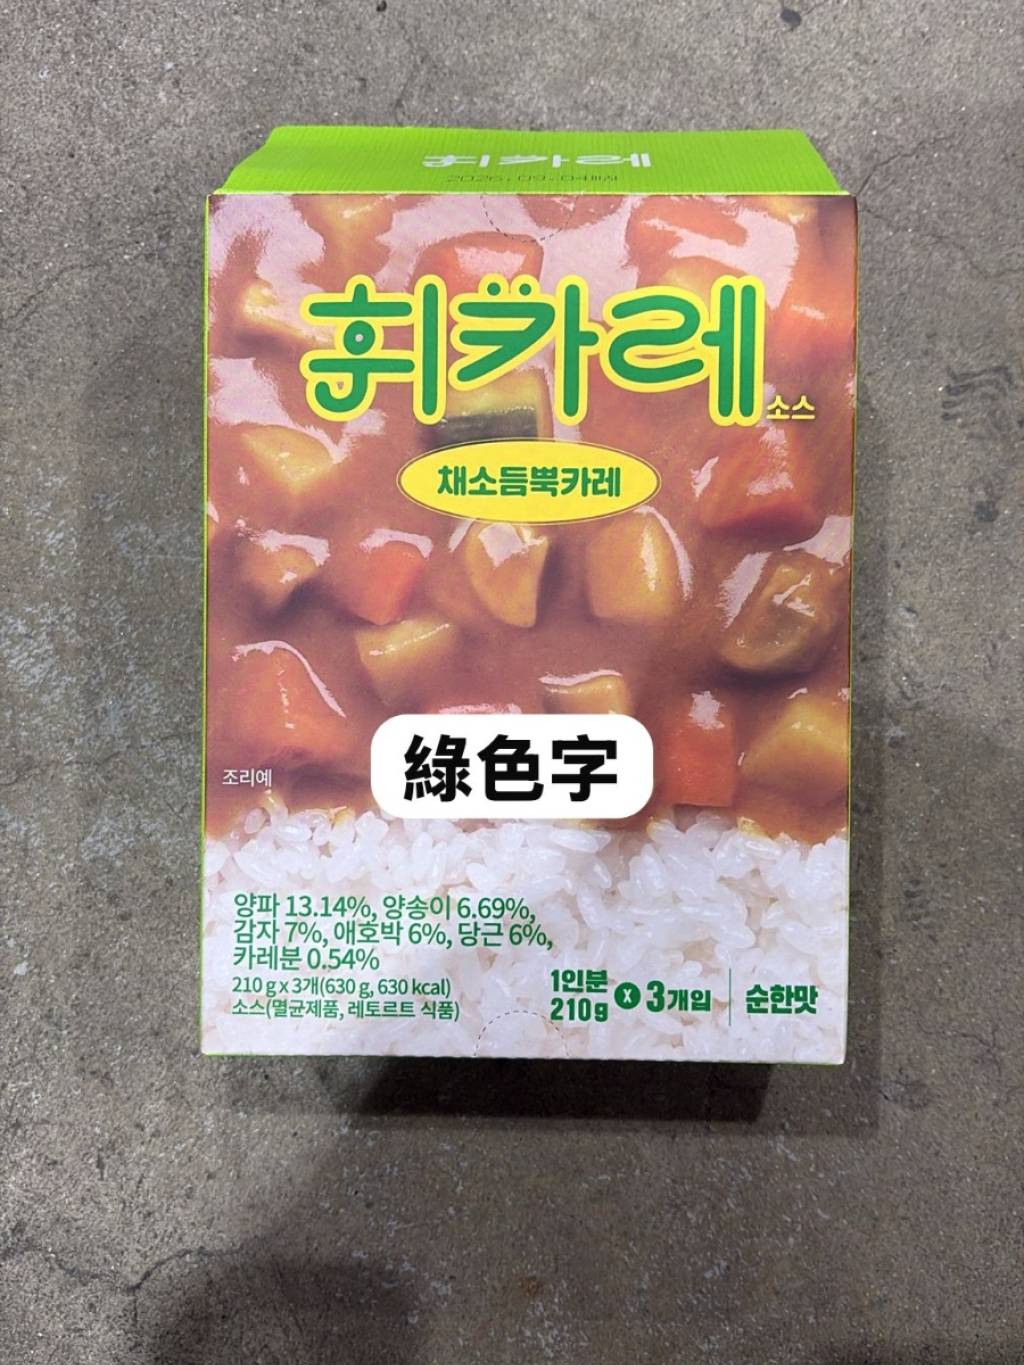 휘카레
2026.09.04까지
휘카레
소스
채소듬뿍카레
綠色字
조리예
양파 13.14%, 양송이 6.69%,
감자 7%, 애호박 6%, 당근 6%,
카레분 0.54%
210 g x 3개(630 g, 630 kcal)
소스(멸균제품, 레토르트 식품)
1인분
210g
x 3개입
순한맛